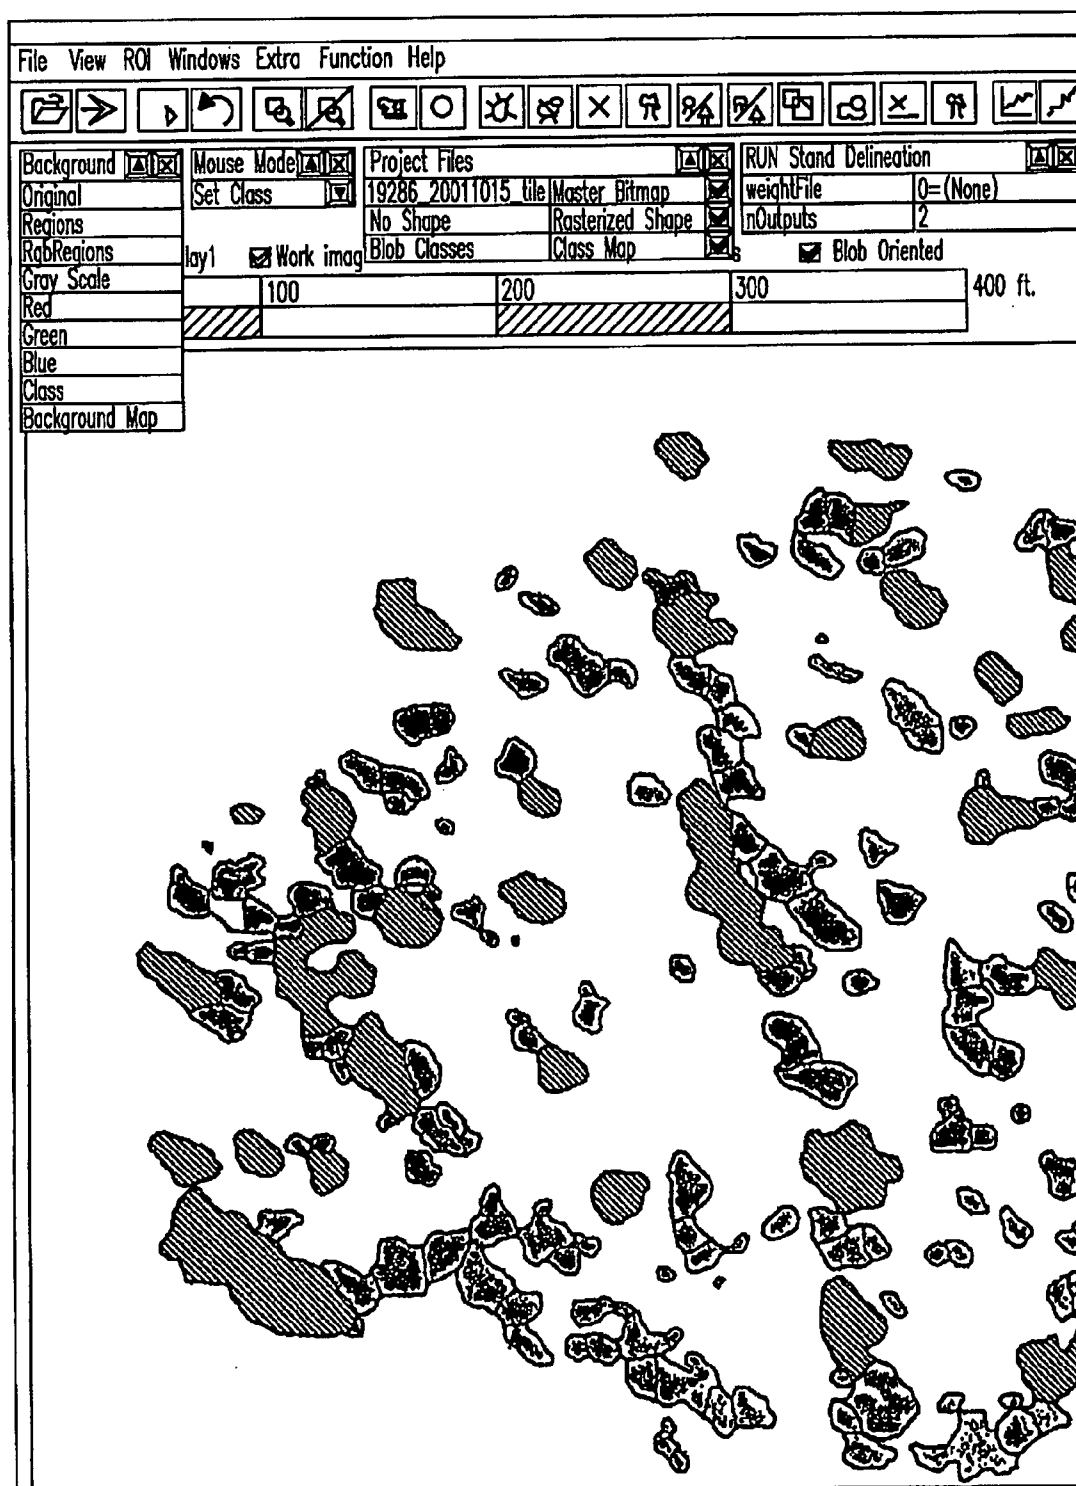 File View ROI Windows Extra Function Help
Background
Original
Regions
RgbRegions
Gray Scale
Red
Green
Blue
Class
Background Map
Mouse Mode
Set Class
Project Files
19286_20011015_tile Master Bitmap
No Shape Rasterized Shape
Blob Classes Class Map
RUN Stand Delineation
weightFile 0=(None)
nOutputs 2
lay1 Work imag s Blob Oriented
100 200 300 400 ft.